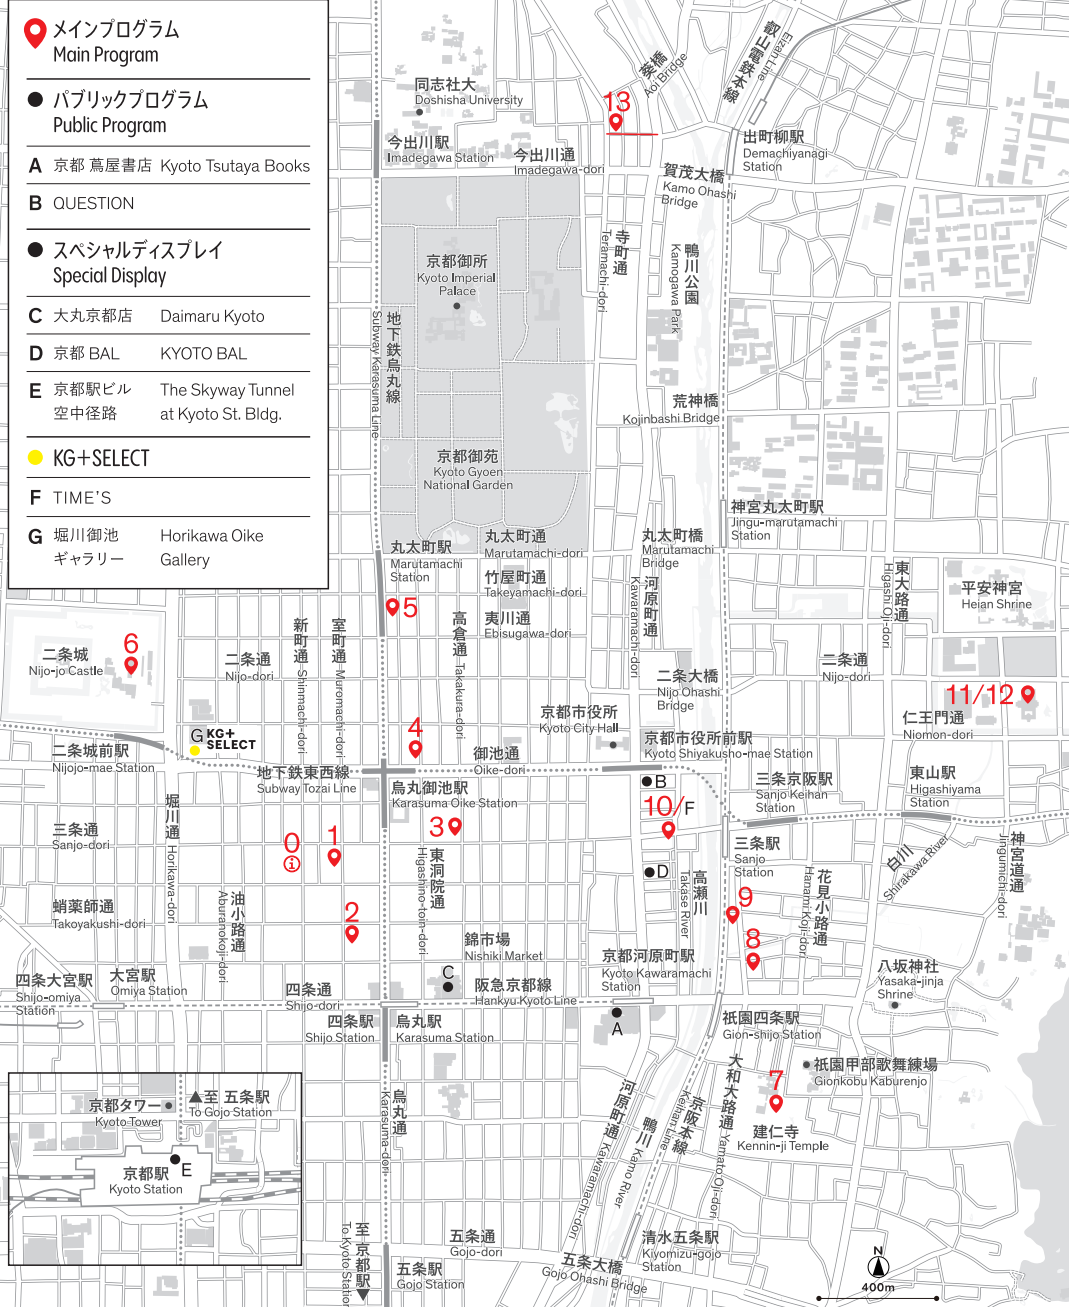 メインプログラム
Main Program
パブリックプログラム
Public Program
A 京都 蔦屋書店 Kyoto Tsutaya Books
B QUESTION
スペシャルディスプレイ
Special Display
C 大丸京都店 Daimaru Kyoto
D 京都 BAL KYOTO BAL
E 京都駅ビル 空中径路 The Skyway Tunnel at Kyoto St. Bldg.
KG+SELECT
F TIME'S
G 堀川御池 ギャラリー Horikawa Oike Gallery
叡山電鉄本線
Eizan Line
葵橋
Aoi Bridge
同志社大
Doshisha University
13
今出川駅
Imadegawa Station
今出川通
Imadegawa-dori
出町柳駅
Demachiyanagi
Station
賀茂大橋
Kamo Ohashi
Bridge
寺町通
Teramachi-dori
鴨川公園
Kamogawa Park
京都御所
Kyoto Imperial
Palace
地下鉄烏丸線
Subway Karasuma Line
荒神橋
Kojinbashi Bridge
京都御苑
Kyoto Gyoen
National Garden
神宮丸太町駅
Jingu-marutamachi
Station
丸太町駅
Marutamachi
Station
丸太町通
Marutamachi-dori
丸太町橋
Marutamachi
Bridge
竹屋町通
Takeyamachi-dori
夷川通
Ebisugawa-dori
河原町通
Kawaramachi-dori
東大路通
Higashi Oji-dori
平安神宮
Heian Shrine
5
高倉通
Takakura-dori
新町通
Shinmachi-dori
室町通
Muromachi-dori
6
二条城
Nijo-jo Castle
二条通
Nijo-dori
二条大橋
Nijo Ohashi
Bridge
二条通
Nijo-dori
11/12
仁王門通
Niomon-dori
京都市役所
Kyoto City Hall
4
G KG+
SELECT
御池通
Oike-dori
京都市役所前駅
Kyoto Shiyakusho-mae Station
二条城前駅
Nijojo-mae Station
地下鉄東西線
Subway Tozai Line
烏丸御池駅
Karasuma Oike Station
B
三条京阪駅
Sanjo Keihan
Station
東山駅
Higashiyama
Station
10/F
3
堀川通
Horikawa-dori
三条通
Sanjo-dori
0
1
東洞院通
Higashino-toin-dori
三条駅
Sanjo
Station
白川
Shirakawa River
神宮道通
Jingumichi-dori
D
高瀬川
Takase River
花見小路通
Hanami Koji-dori
9
8
蛸薬師通
Takoyakushi-dori
油小路通
Aburanokoji-dori
2
錦市場
Nishiki Market
京都河原町駅
Kyoto Kawaramachi
Station
八坂神社
Yasaka-jinja
Shrine
四条大宮駅
Shijo-omiya
Station
大宮駅
Omiya Station
四条通
Shijo-dori
C
阪急京都線
Hankyu Kyoto Line
A
四条駅
Shijo Station
烏丸駅
Karasuma Station
祇園四条駅
Gion-shijo Station
祇園甲部歌舞練場
Gionkobu Kaburenjo
7
建仁寺
Kennin-ji Temple
大和大路通
Yamato Oji-dori
京阪本線
Keihan Line
鴨川
Kamo River
河原町通
Kawaramachi-dori
烏丸通
Karasuma-dori
京都タワー
Kyoto Tower
▲至 五条駅
To Gojo Station
京都駅
Kyoto Station
E
至京都駅▼
To Kyoto Station
五条駅
Gojo Station
五条通
Gojo-dori
五条大橋
Gojo Ohashi Bridge
清水五条駅
Kiyomizu-gojo
Station
N
400m